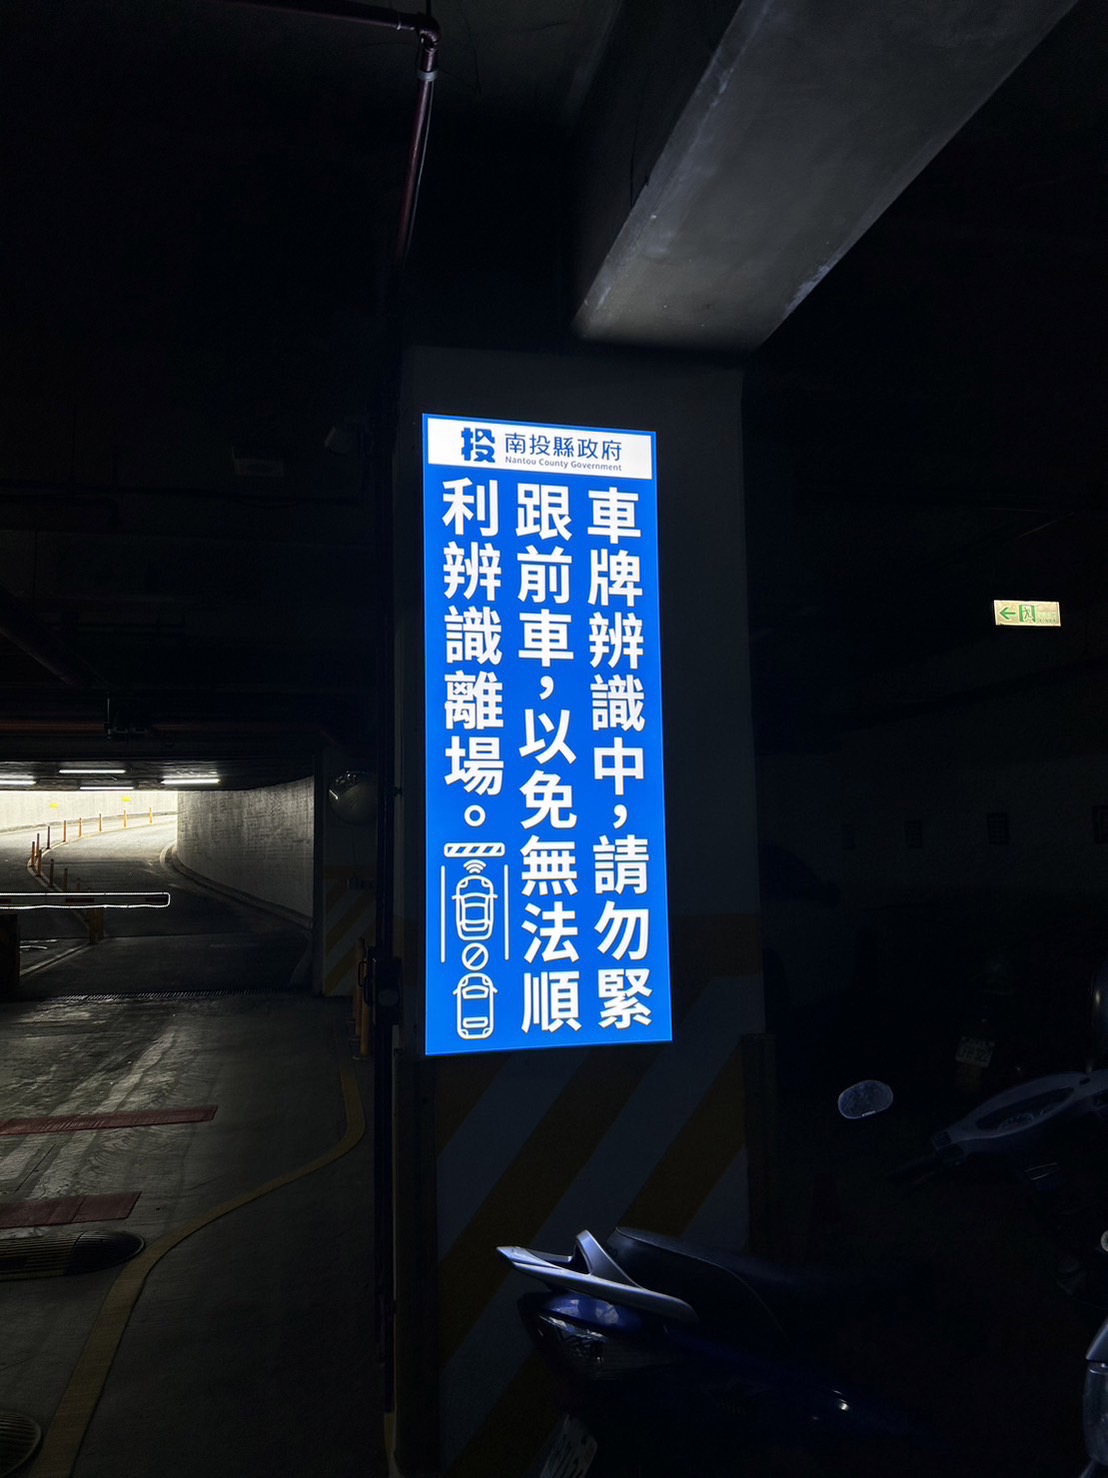 投 南投縣政府
Nantou County Government
車牌辨識中，請勿緊
跟前車，以免無法順
利辨識離場。